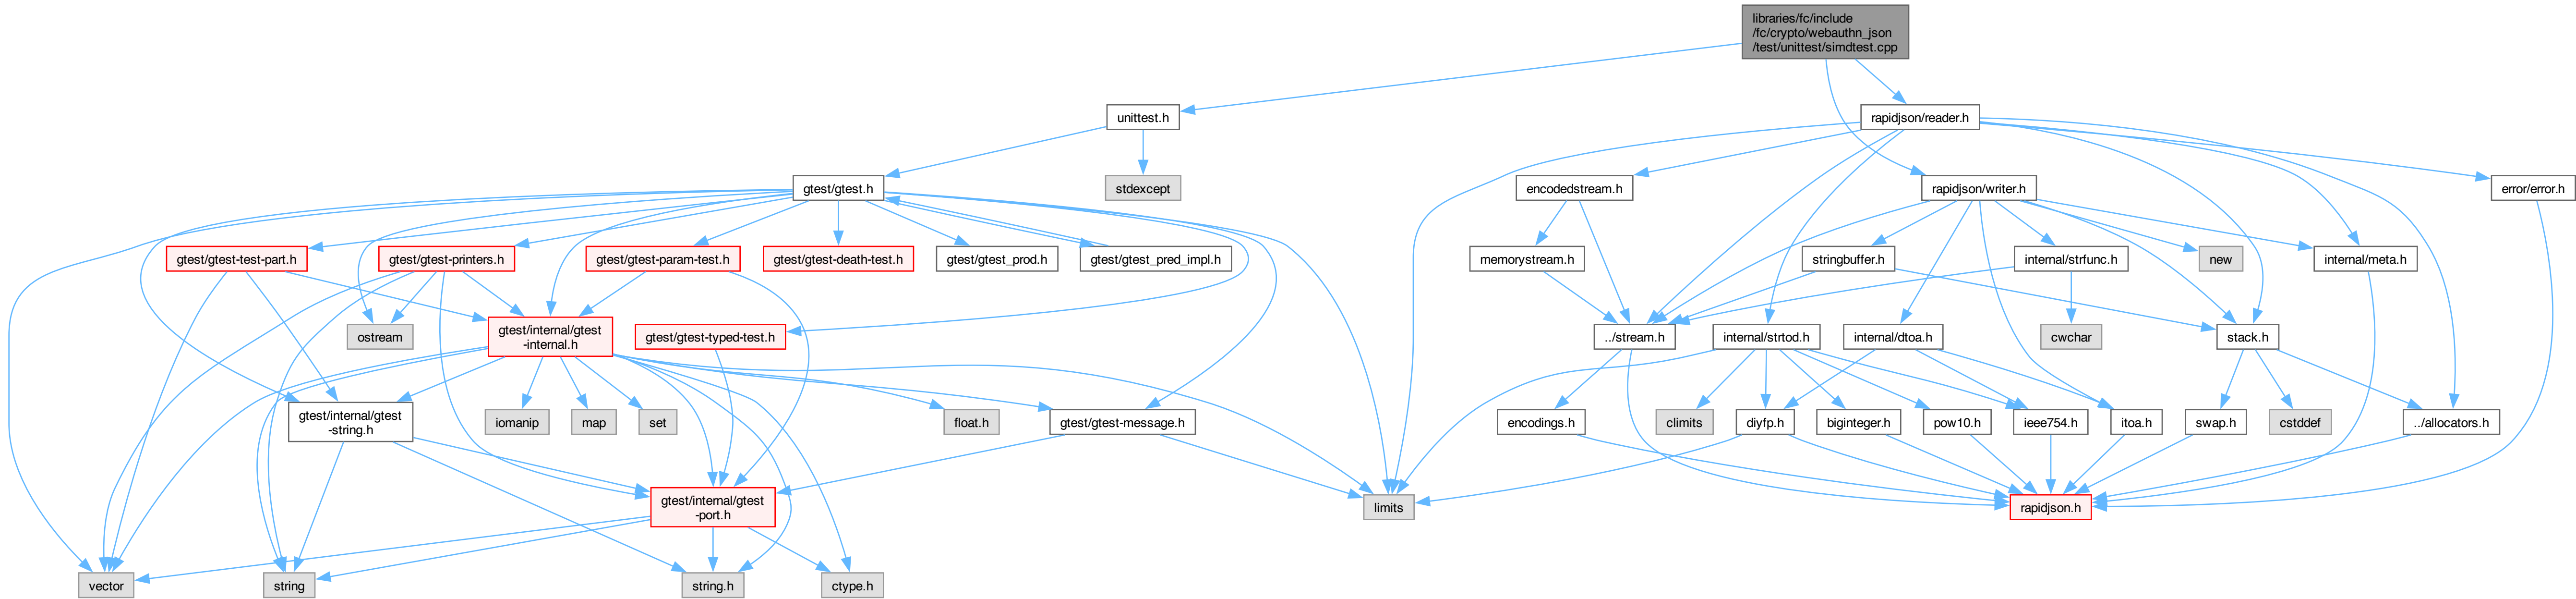 libraries/fc/include
/fc/crypto/webauthn_json
/test/unittest/simdtest.cpp
unittest.h
rapidjson/reader.h
gtest/gtest.h
stdexcept
encodedstream.h
rapidjson/writer.h
error/error.h
gtest/gtest-test-part.h
gtest/gtest-printers.h
gtest/gtest-param-test.h
gtest/gtest-death-test.h
gtest/gtest_prod.h
gtest/gtest_pred_impl.h
memorystream.h
stringbuffer.h
internal/strfunc.h
new
internal/meta.h
ostream
gtest/internal/gtest
-internal.h
gtest/gtest-typed-test.h
../stream.h
internal/strtod.h
internal/dtoa.h
cwchar
stack.h
gtest/internal/gtest
-string.h
iomanip
map
set
float.h
gtest/gtest-message.h
encodings.h
climits
diyfp.h
biginteger.h
pow10.h
ieee754.h
itoa.h
swap.h
cstddef
../allocators.h
gtest/internal/gtest
-port.h
limits
rapidjson.h
vector
string
string.h
ctype.h